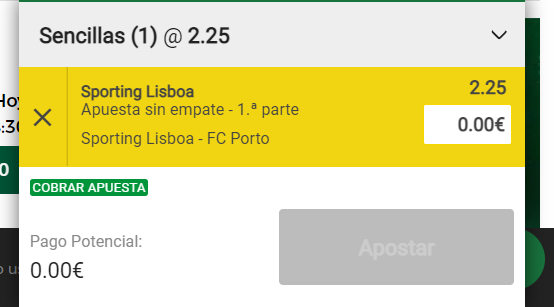 Sencillas (1) @ 2.25
Hoy
Sporting Lisboa
2.25
Apuesta sin empate - 1.ª parte
0.00€
Sporting Lisboa - FC Porto
COBRAR APUESTA
Pago Potencial:
0.00€
Apostar